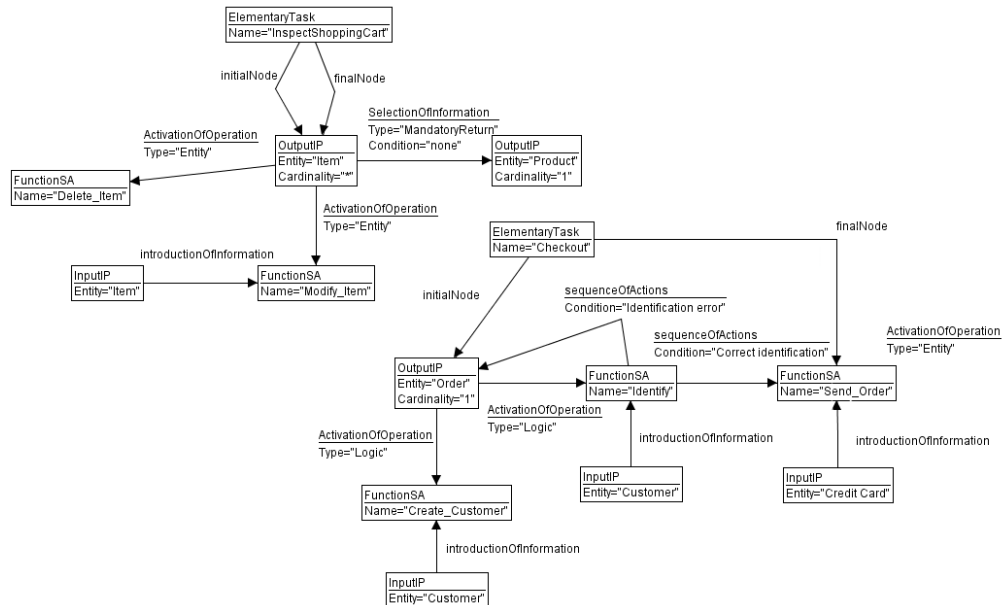 ElementaryTask
Name="InspectShoppingCart"
initialNode
finalNode
SelectionOfInformation
Type="MandatoryReturn"
Condition="none"
ActivationOfOperation
Type="Entity"
OutputIP
Entity="Item"
Cardinality="*"
OutputIP
Entity="Product"
Cardinality="1"
FunctionSA
Name="Delete_Item"
ActivationOfOperation
Type="Entity"
introductionOfInformation
InputIP
Entity="Item"
FunctionSA
Name="Modify_Item"
ElementaryTask
Name="Checkout"
finalNode
initialNode
sequenceOfActions
Condition="Identification error"
sequenceOfActions
Condition="Correct identification"
ActivationOfOperation
Type="Entity"
OutputIP
Entity="Order"
Cardinality="1"
FunctionSA
Name="Identify"
FunctionSA
Name="Send_Order"
ActivationOfOperation
Type="Logic"
ActivationOfOperation
Type="Logic"
introductionOfInformation
introductionOfInformation
InputIP
Entity="Customer"
InputIP
Entity="Credit Card"
FunctionSA
Name="Create_Customer"
introductionOfInformation
InputIP
Entity="Customer"